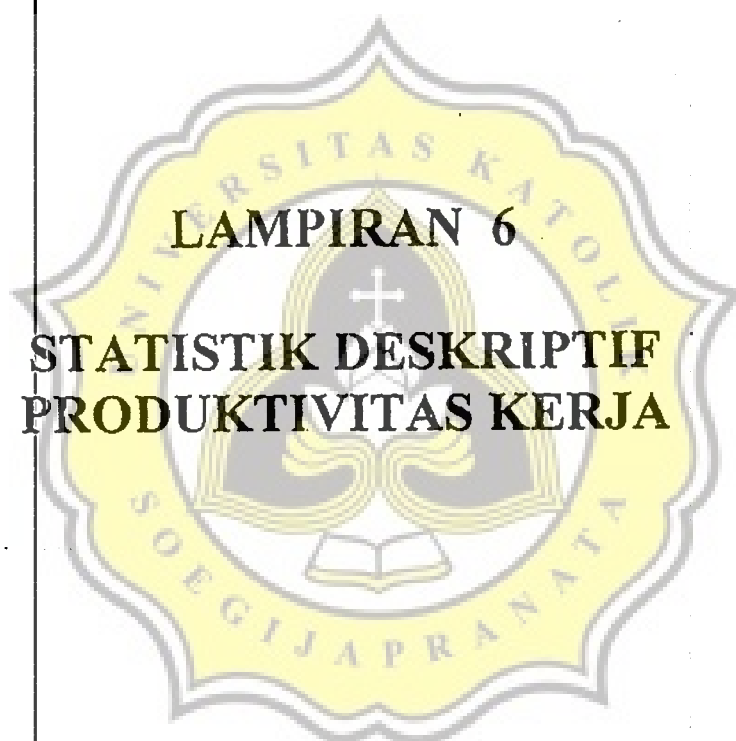 UNIVERSITAS KATOLIK
LAMPIRAN 6
STATISTIK DESKRIPTIF
PRODUKTIVITAS KERJA
SOEGIJAPRANATA